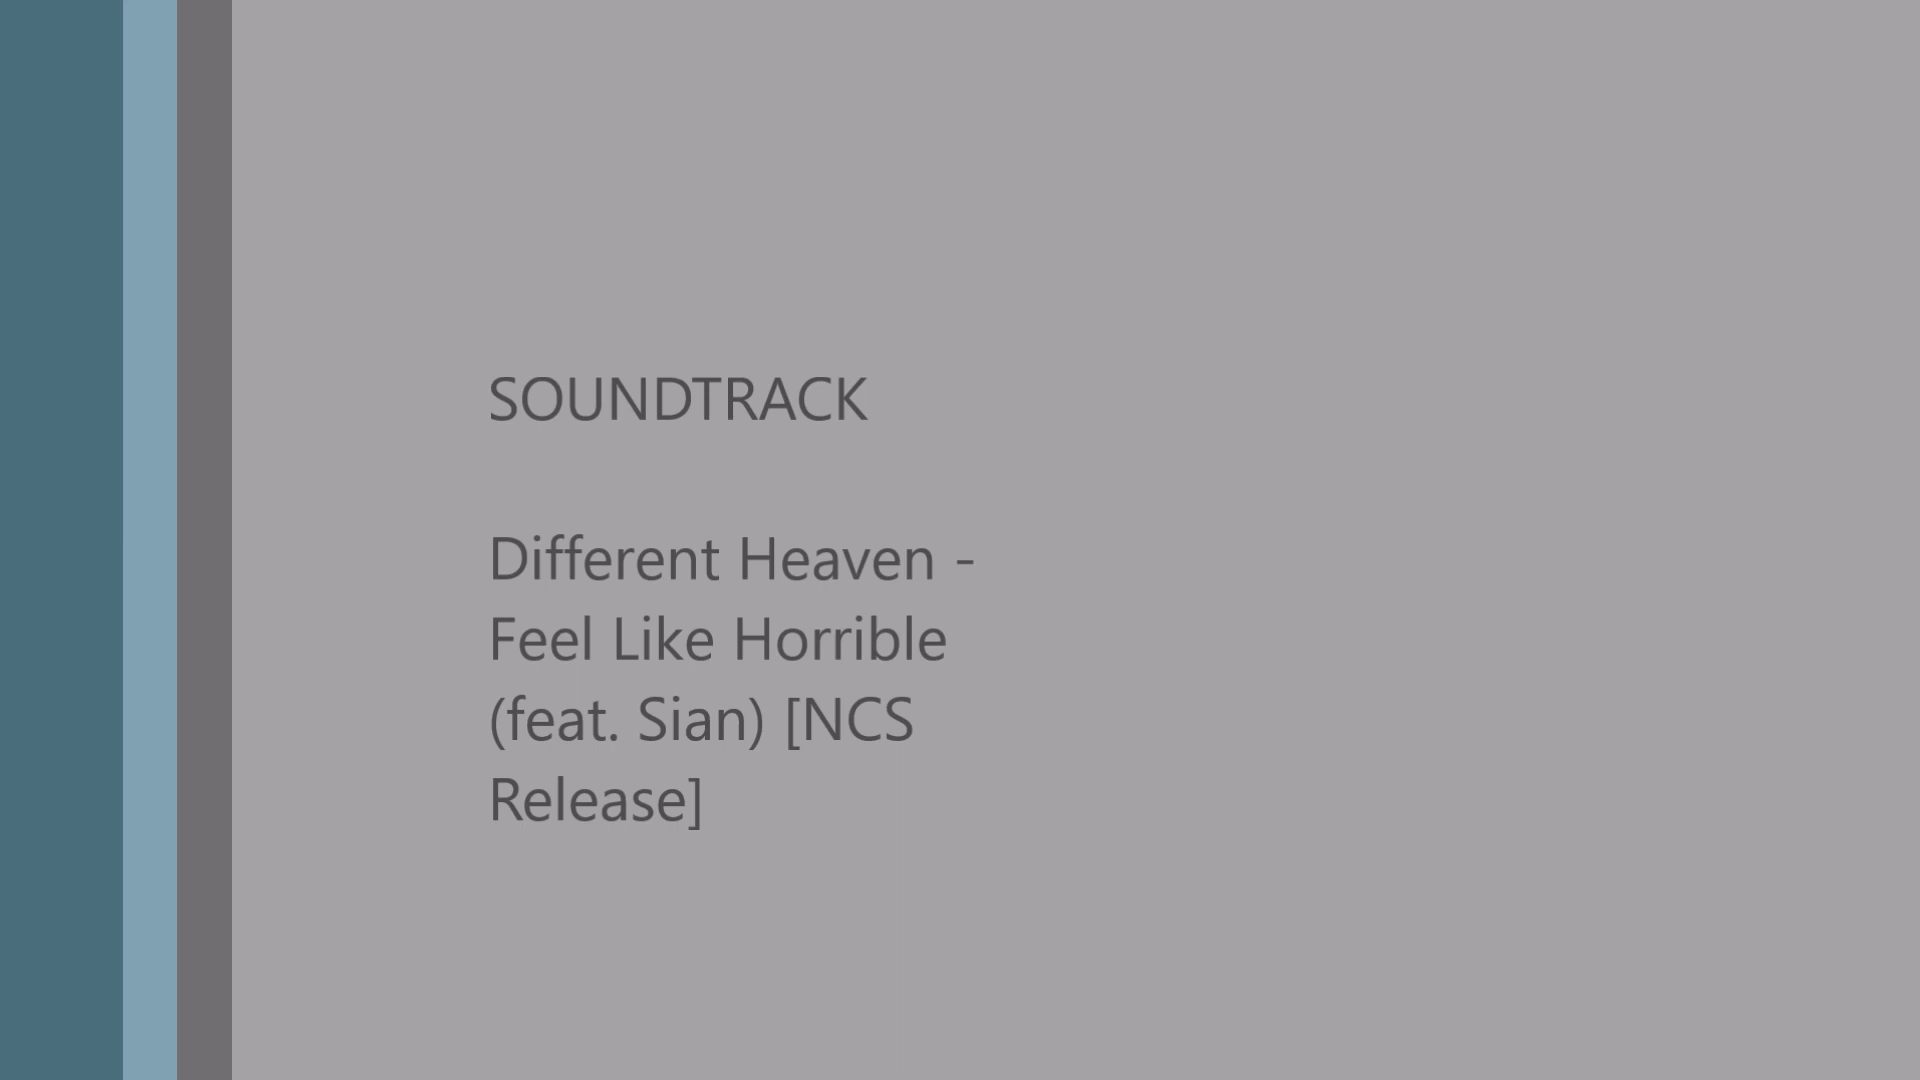 SOUNDTRACK
Different Heaven -
Feel Like Horrible
(feat. Sian) [NCS
Release]